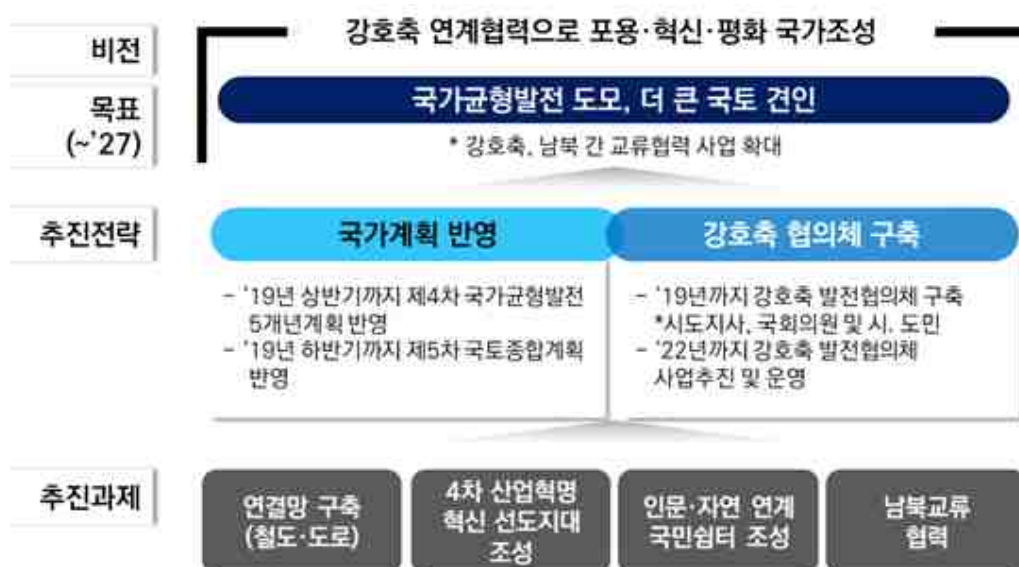 비전
강호축 연계협력으로 포용·혁신·평화 국가조성
목표
(~'27)
국가균형발전 도모, 더 큰 국토 견인
* 강호축, 남북 간 교류협력 사업 확대
추진전략
국가계획 반영
- '19년 상반기까지 제4차 국가균형발전
5개년계획 반영
- '19년 하반기까지 제5차 국토종합계획
반영
강호축 협의체 구축
- '19년까지 강호축 발전협의체 구축
*시도지사, 국회의원 및 시. 도민
- '22년까지 강호축 발전협의체
사업추진 및 운영
추진과제
연결망 구축
(철도·도로)
4차 산업혁명
혁신 선도지대
조성
인문·자연 연계
국민쉼터 조성
남북교류
협력